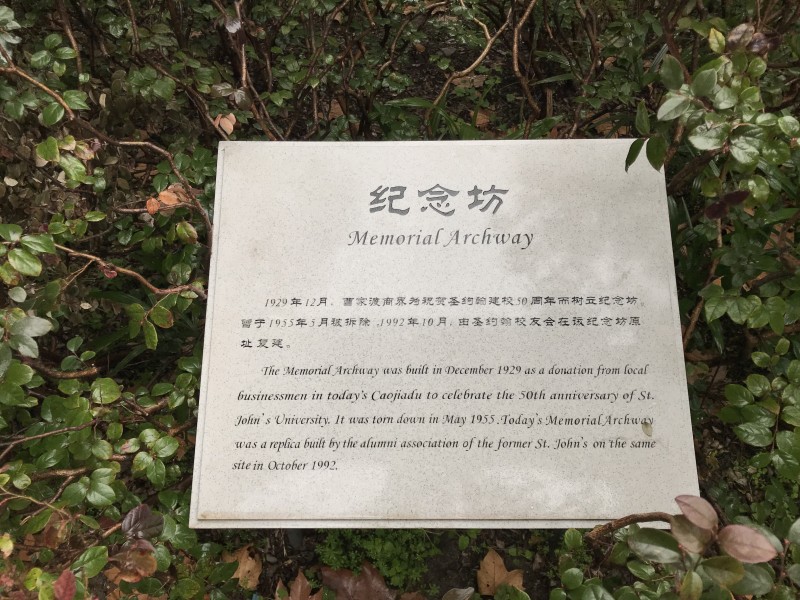 纪念坊
Memorial Archway
1929年12月，曹家渡商界为祝贺圣约翰建校50周年而树立纪念坊。
曾于1955年5月被拆除,1992年10月,由圣约翰校友会在该纪念坊原
址复建。
The Memorial Archway was built in December 1929 as a donation from local
businessmen in today's Caojiadu to celebrate the 50th anniversary of St.
John's University. It was torn down in May 1955. Today's Memorial Archway
was a replica built by the alumni association of the former St. John's on the same
site in October 1992.